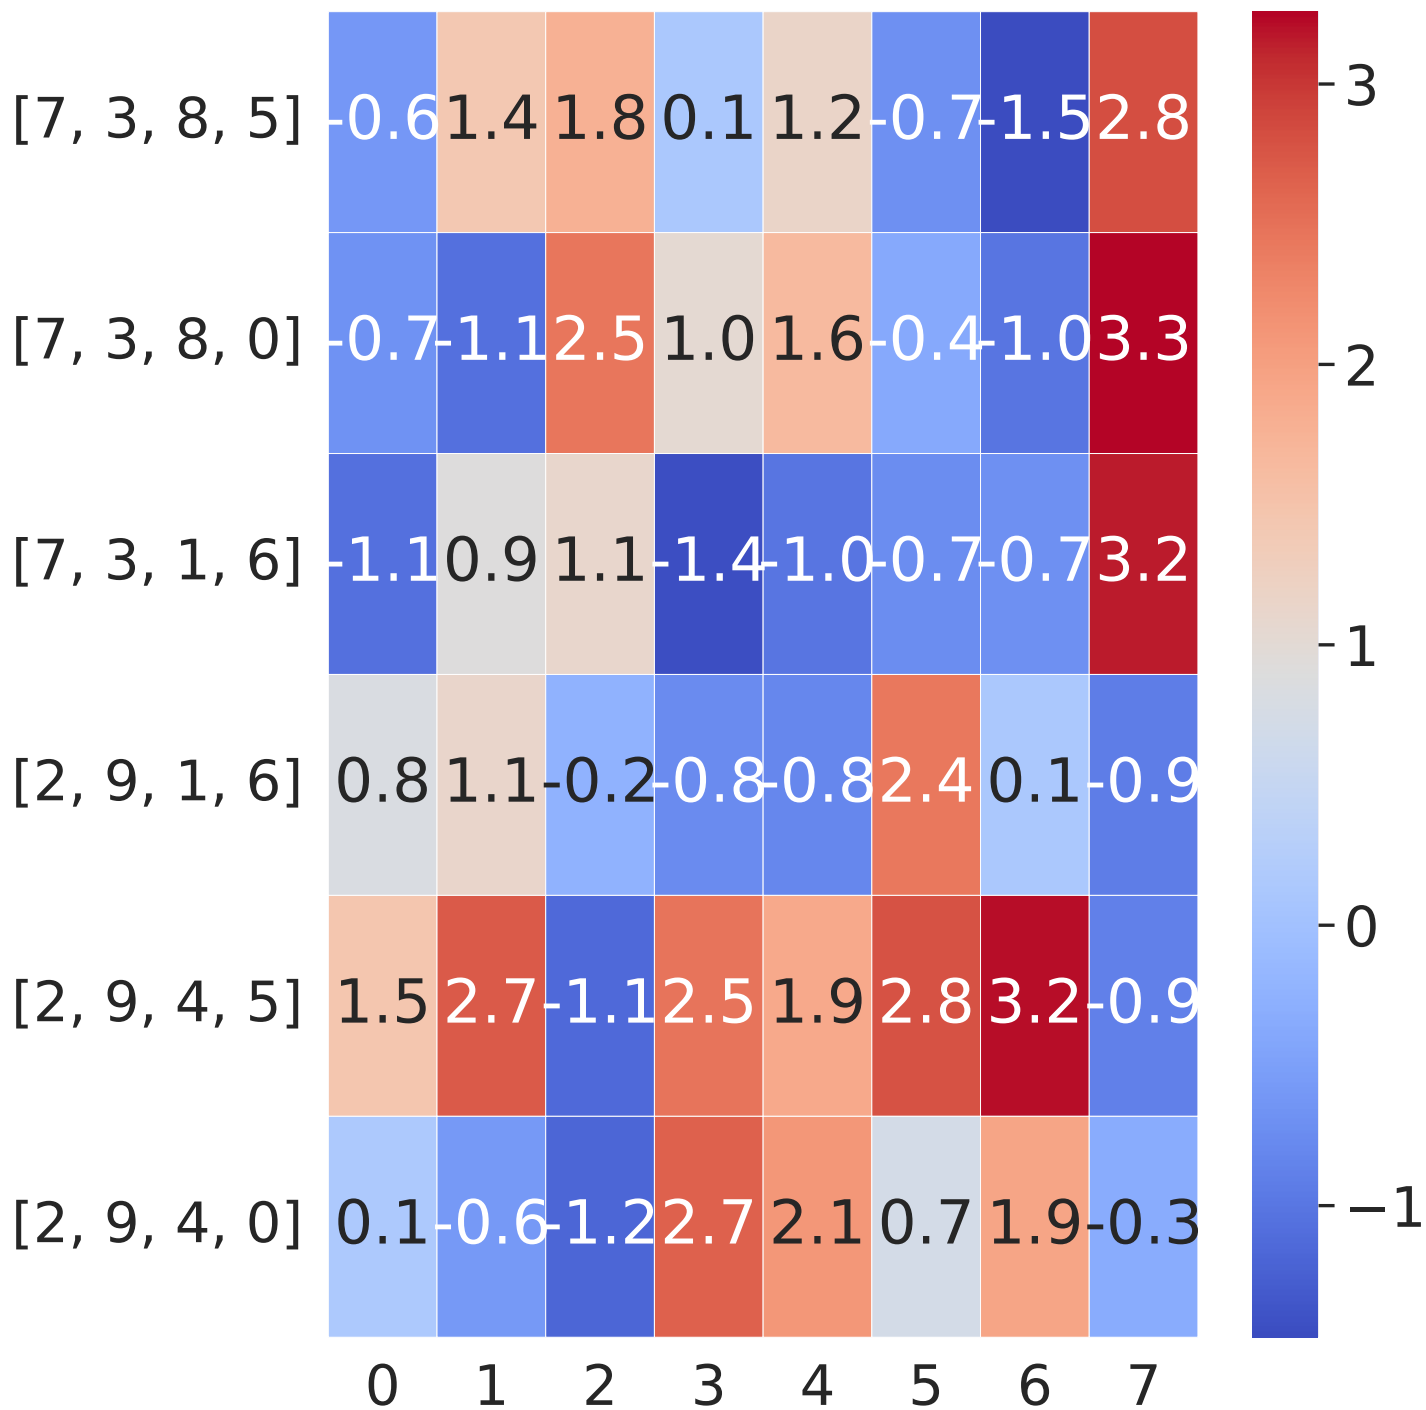 [7, 3, 8, 5] -0.6 1.4 1.8 0.1 1.2 -0.7 -1.5 2.8
[7, 3, 8, 0] -0.7 -1.1 2.5 1.0 1.6 -0.4 -1.0 3.3
[7, 3, 1, 6] -1.1 0.9 1.1 -1.4 -1.0 -0.7 -0.7 3.2
[2, 9, 1, 6] 0.8 1.1 -0.2 -0.8 -0.8 2.4 0.1 -0.9
[2, 9, 4, 5] 1.5 2.7 -1.1 2.5 1.9 2.8 3.2 -0.9
[2, 9, 4, 0] 0.1 -0.6 -1.2 2.7 2.1 0.7 1.9 -0.3
0 1 2 3 4 5 6 7
3
2
1
0
−1